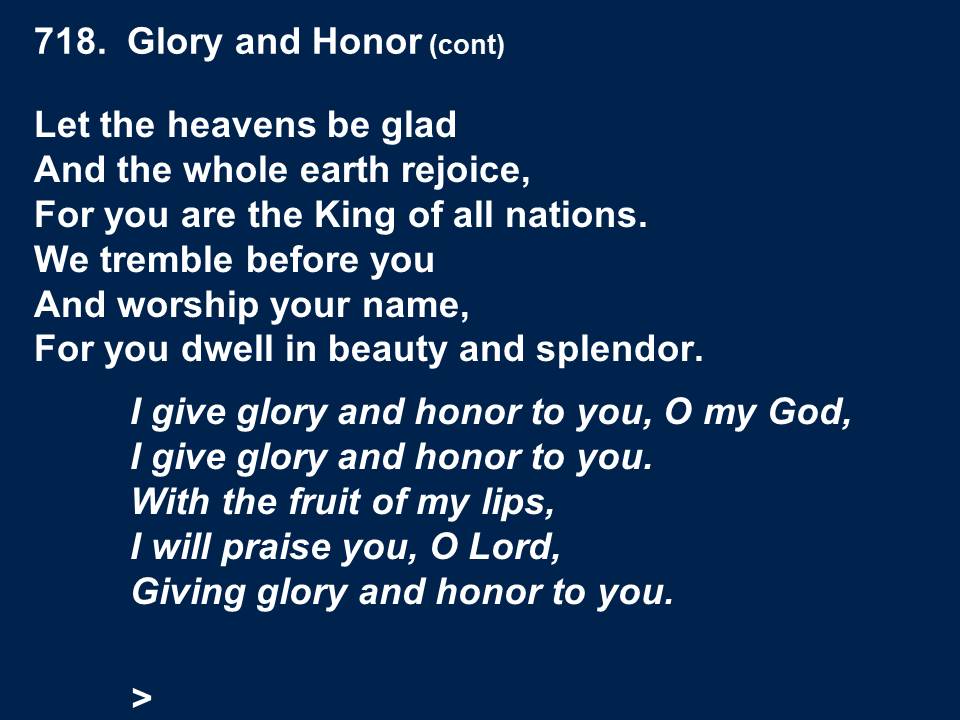 718.  Glory and Honor (cont)
Let the heavens be glad
And the whole earth rejoice,
For you are the King of all nations.
We tremble before you
And worship your name,
For you dwell in beauty and splendor.
I give glory and honor to you, O my God,
I give glory and honor to you.
With the fruit of my lips,
I will praise you, O Lord,
Giving glory and honor to you.
>